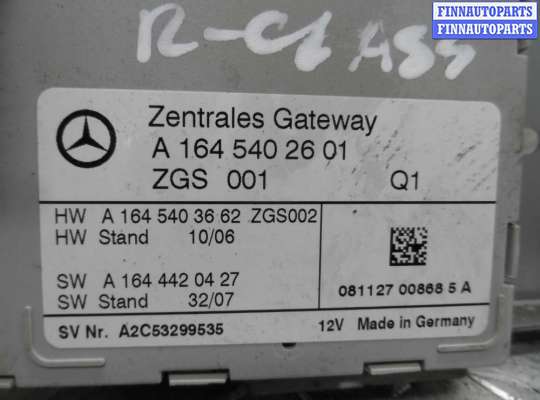 FINNAUTOPARTS
FINNAUTOPARTS
R-ClASS
Zentrales Gateway
A 164 540 26 01
ZGS 001 Q1
HW A 164 540 36 62 ZGS002
HW Stand 10/06
SW A 164 442 04 27
SW Stand 32/07
081127 00868 5 A
SV Nr. A2C53299535 12V Made in Germany